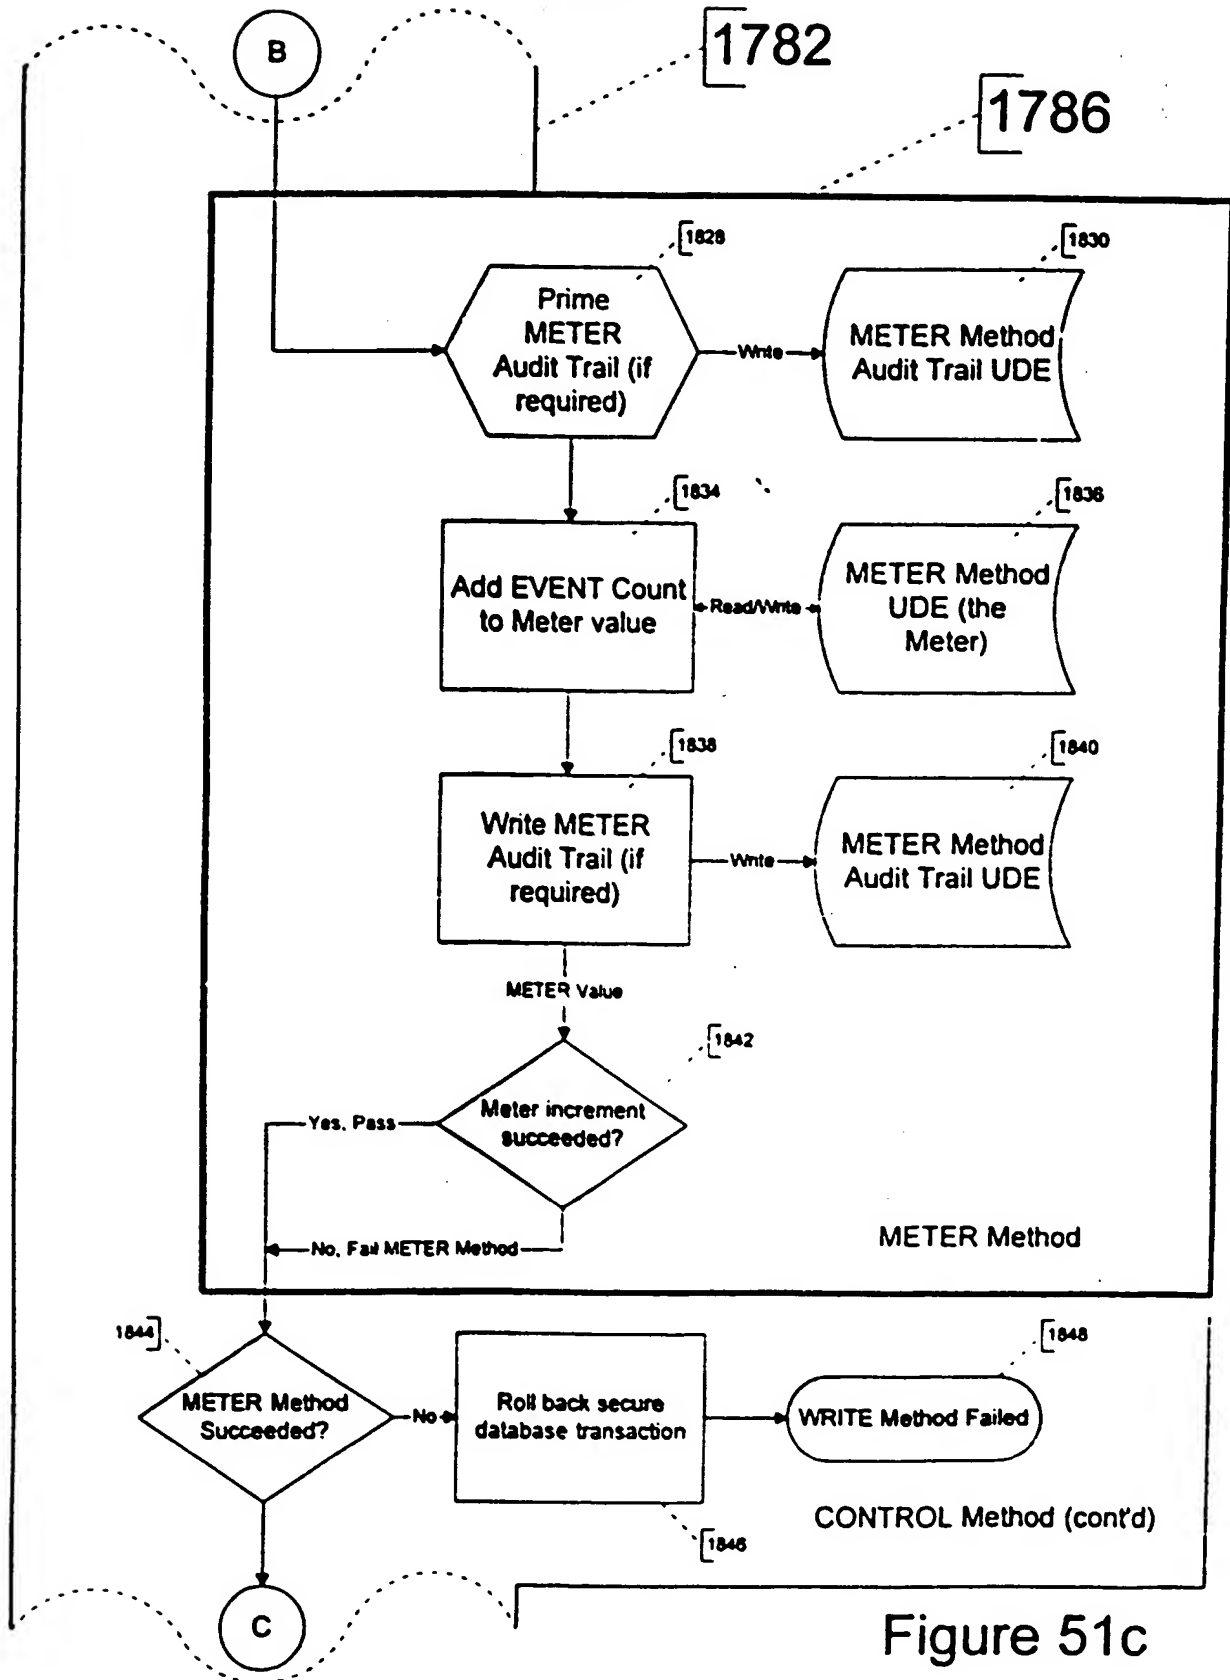 B
1782
1786
1828
Prime
METER
Audit Trail (if
required)
Write
1830
METER Method
Audit Trail UDE
1834
Add EVENT Count
to Meter value
Read/Write
1836
METER Method
UDE (the
Meter)
1838
Write METER
Audit Trail (if
required)
Write
1840
METER Method
Audit Trail UDE
METER Value
1842
Meter increment
succeeded?
Yes, Pass
No, Fail METER Method
METER Method
1844
METER Method
Succeeded?
No
Roll back secure
database transaction
1846
1848
WRITE Method Failed
CONTROL Method (cont'd)
C
Figure 51c